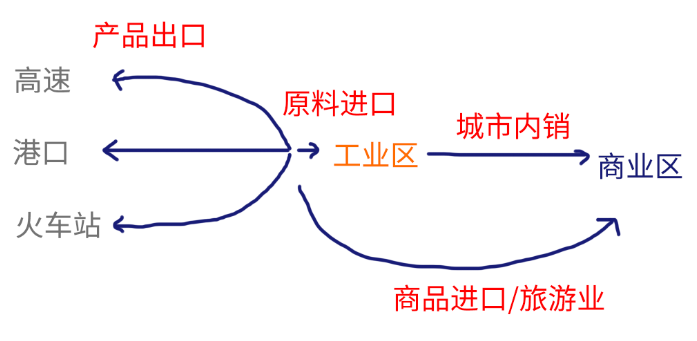 产品出口
高速
原料进口
城市内销
港口
工业区
商业区
火车站
商品进口/旅游业